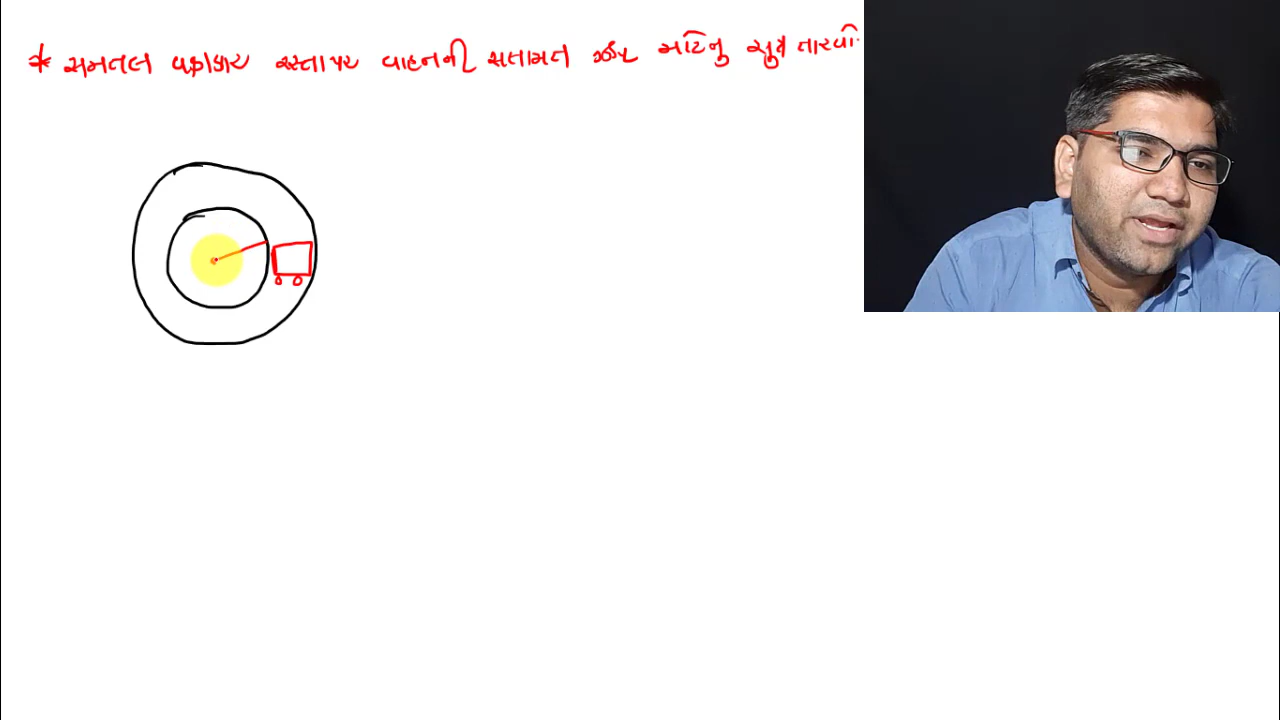 * સમતલ વક્રાકાર રસ્તા પર વાહનની સલામત ઝડપ માટેનુ સૂત્ર તારવો.